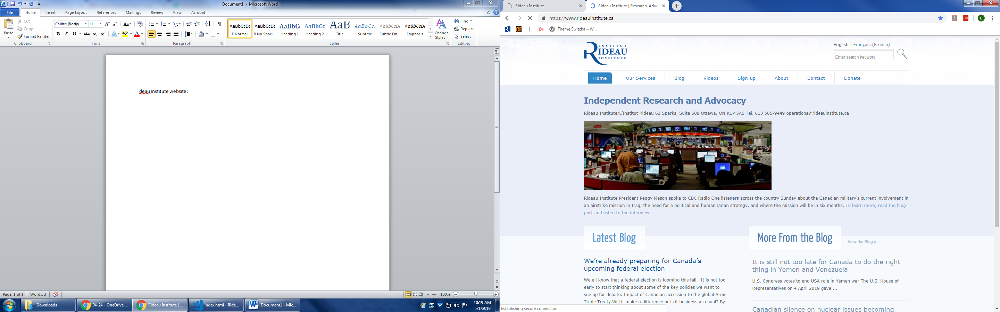 Document1 - Microsoft Word
File Home Insert Page Layout References Mailings Review View Acrobat
Paste
Cut
Copy
Format Painter
Clipboard
Calibri (Body) 11
Font
Paragraph
AaBbCcDc AaBbCcDc AaBbCc AaBbCc AaB AaBbCc. AaBbCcDc AaBbCcDc
¶ Normal ¶ No Spaci... Heading 1 Heading 2 Title Subtitle Subtle Em... Emphasis
Styles
Change Styles
Find
Replace
Select
Editing
deau Institute website:
Page: 1 of 1 Words: 3
100%
Downloads
04-24 - OneDrive ...
Rideau Institute | ...
index.html - Ride...
Document1 - Mic...
10:19 AM
5/1/2019
Rideau Institute
Rideau Institute | Research, Advo
https://www.rideauinstitute.ca
B
CF
Theme Switcha – W...
INSTITUT
RIDEAU
INSTITUTE
English | Français (French)
Enter search keyword
Home Our Services Blog Videos Sign-up About Contact Donate
Independent Research and Advocacy
Rideau Institute/L’Institut Rideau 63 Sparks, Suite 608 Ottawa, ON K1P 5A6 Tel. 613 565-9449 operations@rideauinstitute.ca
Rideau Institute President Peggy Mason spoke to CBC Radio One listeners across the country Sunday about the Canadian military’s current involvement in
an airstrike mission in Iraq, the need for a political and humanitarian strategy, and where the mission will be in six months. To learn more, read the blog
post and listen to the interview.
Latest Blog
We’re already preparing for Canada’s
upcoming federal election
We all know that a federal election is looming this fall. It is not too
early to start thinking about some of the key policies we want to
see up for debate. Impact of Canadian accession to the global Arms
Trade Treaty Will it make a difference or is it business as usual? By
More From the Blog
View the Blog »
It is still not too late for Canada to do the right
thing in Yemen and Venezuela
U.S. Congress votes to end USA role in Yemen war The U.S. House of
Representatives on 4 April 2019 gave ...
Canadian silence on nuclear issues becoming
Establishing secure connection...